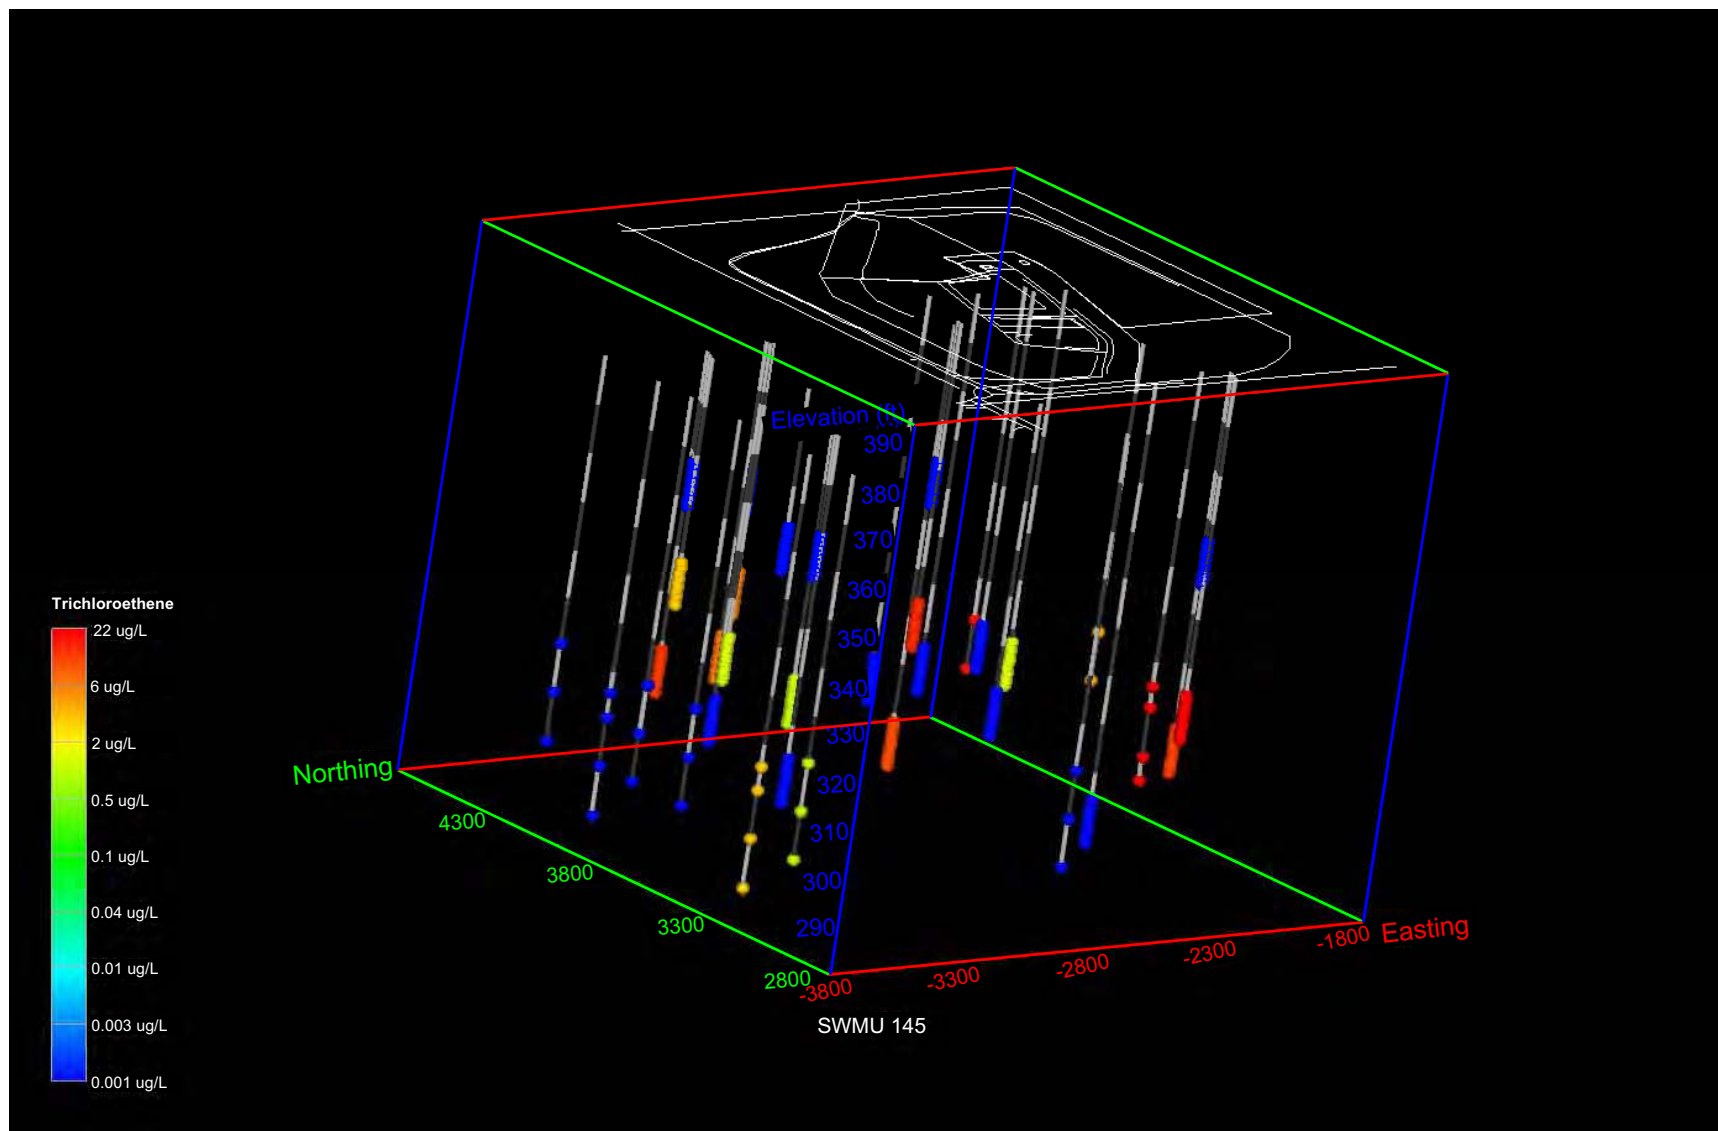 Elevation (ft)
390
380
370
360
350
340
330
320
310
300
290
Trichloroethene
22 ug/L
6 ug/L
2 ug/L
0.5 ug/L
0.1 ug/L
0.04 ug/L
0.01 ug/L
0.003 ug/L
0.001 ug/L
Northing
4300
3800
3300
2800
-3800
-3300
-2800
-2300
-1800
Easting
SWMU 145